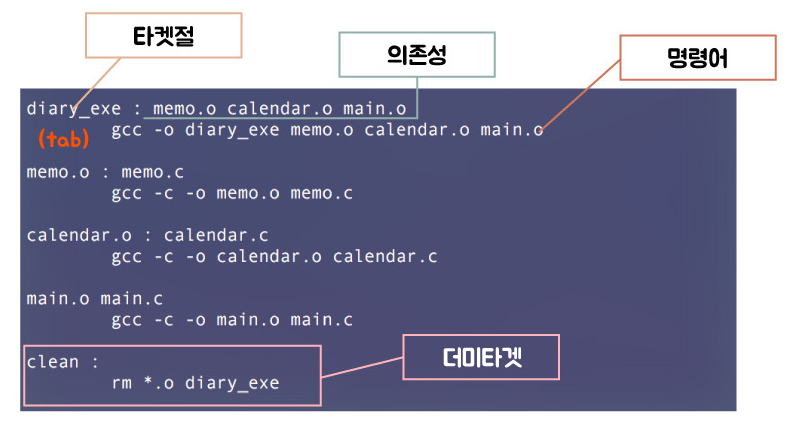 타켓절
의존성
명령어
diary_exe : memo.o calendar.o main.o
(tab) gcc -o diary_exe memo.o calendar.o main.o
memo.o : memo.c
gcc -c -o memo.o memo.c
calendar.o : calendar.c
gcc -c -o calendar.o calendar.c
main.o main.c
gcc -c -o main.o main.c
더미타겟
clean :
rm *.o diary_exe